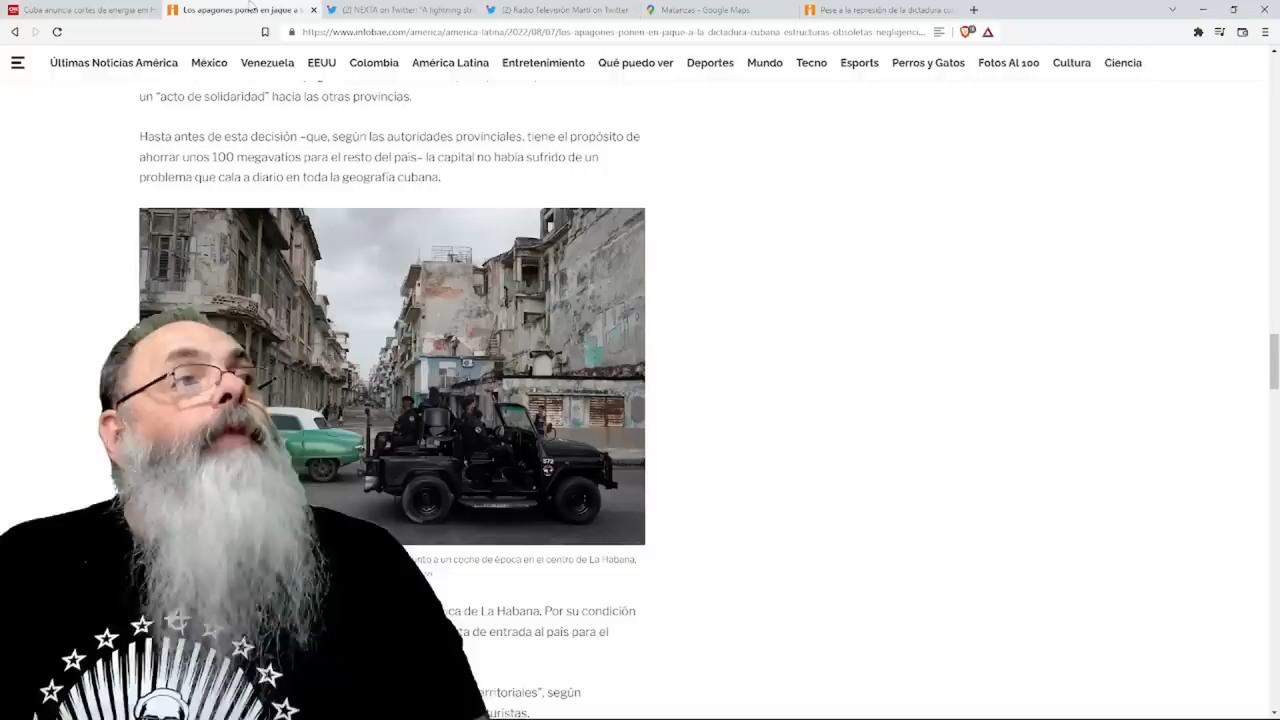 Cuba anuncia cortes de energía en H
Los apagones ponen en jaque a l
(2) NEXTA on Twitter: "A lightning stri
(2) Radio Televisión Martí on Twitter
Matanzas - Google Maps
Pese a la represión de la dictadura cu
https://www.infobae.com/america/america-latina/2022/08/07/los-apagones-ponen-en-jaque-a-la-dictadura-cubana-estructuras-obsoletas-negligenci...
Últimas Noticias América México Venezuela EEUU Colombia América Latina Entretenimiento Qué puedo ver Deportes Mundo Tecno Esports Perros y Gatos Fotos Al 100 Cultura Ciencia
un “acto de solidaridad” hacia las otras provincias.
Hasta antes de esta decisión –que, según las autoridades provinciales, tiene el propósito de
ahorrar unos 100 megavatios para el resto del país– la capital no había sufrido de un
problema que cala a diario en toda la geografía cubana.
572
nto a un coche de época en el centro de La Habana,
ca de La Habana. Por su condición
ta de entrada al país para el
erritoriales”, según
uristas.